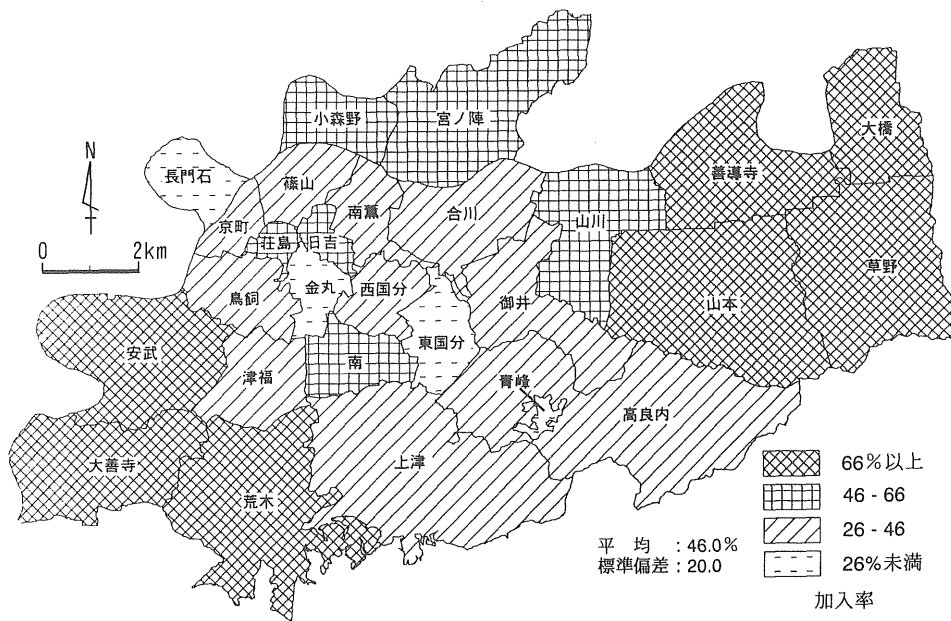 小森野
宮ノ陣
大橋
長門石
善導寺
N
篠山
南薫
合川
山川
京町
荘島
日吉
0 2km
草野
鳥飼
金丸
西国分
御井
山本
東国分
安武
南
津福
青峰
高良内
大善寺
上津
荒木
66%以上
46-66
26-46
26%未満
平 均 :46.0%
標準偏差:20.0
加入率